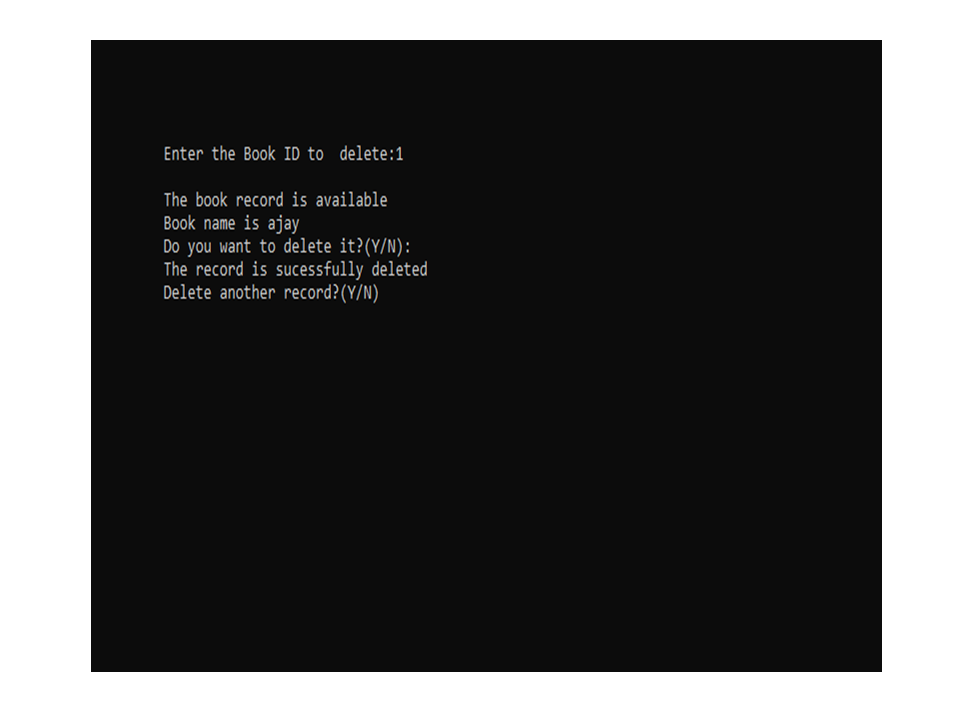 Enter the Book ID to  delete:1
The book record is available
Book name is ajay
Do you want to delete it?(Y/N):
The record is sucessfully deleted
Delete another record?(Y/N)